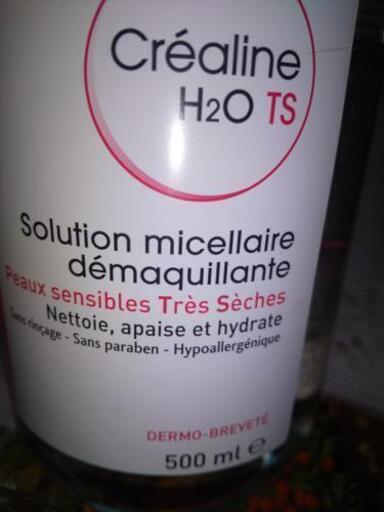 Créaline
H2O TS
Solution micellaire
démaquillante
Peaux sensibles Très Sèches
Nettoie, apaise et hydrate
Sans rinçage - Sans paraben - Hypoallergénique
DERMO-BREVETÉ
500 ml e